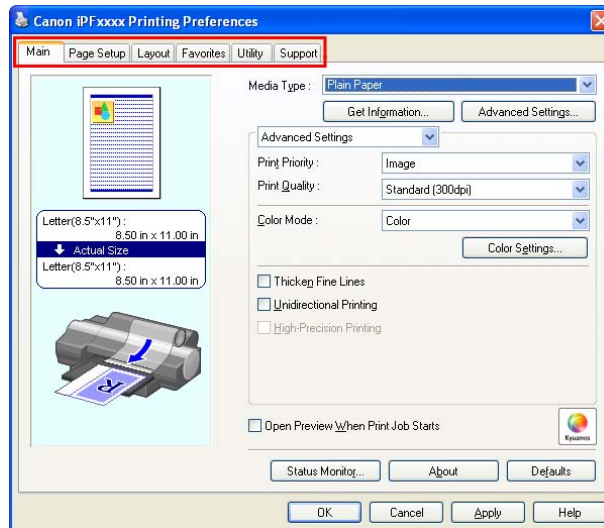 Canon iPFxxxx Printing Preferences
Main Page Setup Layout Favorites Utility Support
Media Type : Plain Paper
Get Information... Advanced Settings...
Advanced Settings
Print Priority : Image
Print Quality : Standard (300dpi)
Color Mode : Color
Color Settings...
Letter(8.5"x11") :
8.50 in x 11.00 in
Actual Size
Letter(8.5"x11") :
8.50 in x 11.00 in
Thicken Fine Lines
Unidirectional Printing
High-Precision Printing
R
Open Preview When Print Job Starts
Kyuanos
Status Monitor... About Defaults
OK Cancel Apply Help